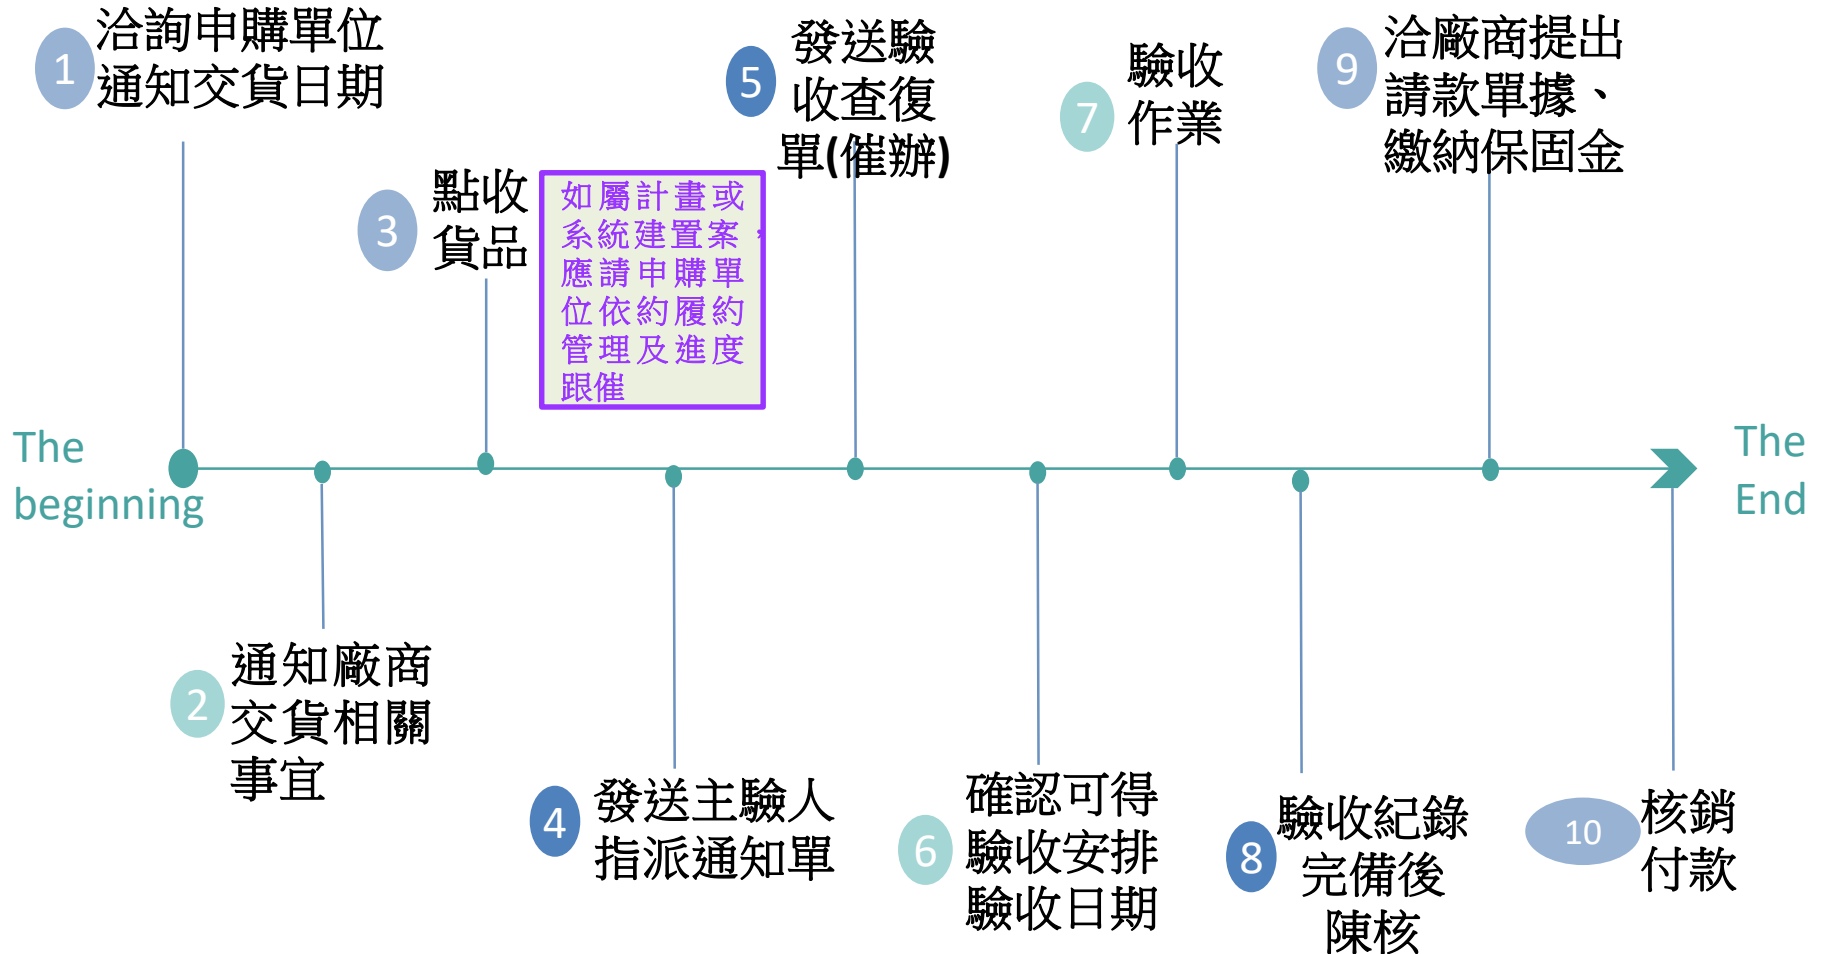 1
洽詢申購單位
通知交貨日期
The
beginning
2
通知廠商
交貨相關
事宜
3
點收
貨品
如屬計畫或
系統建置案，
應請申購單
位依約履約
管理及進度
跟催
4
發送主驗人
指派通知單
5
發送驗
收查復
單(催辦)
6
確認可得
驗收安排
驗收日期
7
驗收
作業
8
驗收紀錄
完備後
陳核
9
洽廠商提出
請款單據、
繳納保固金
10
核銷
付款
The
End